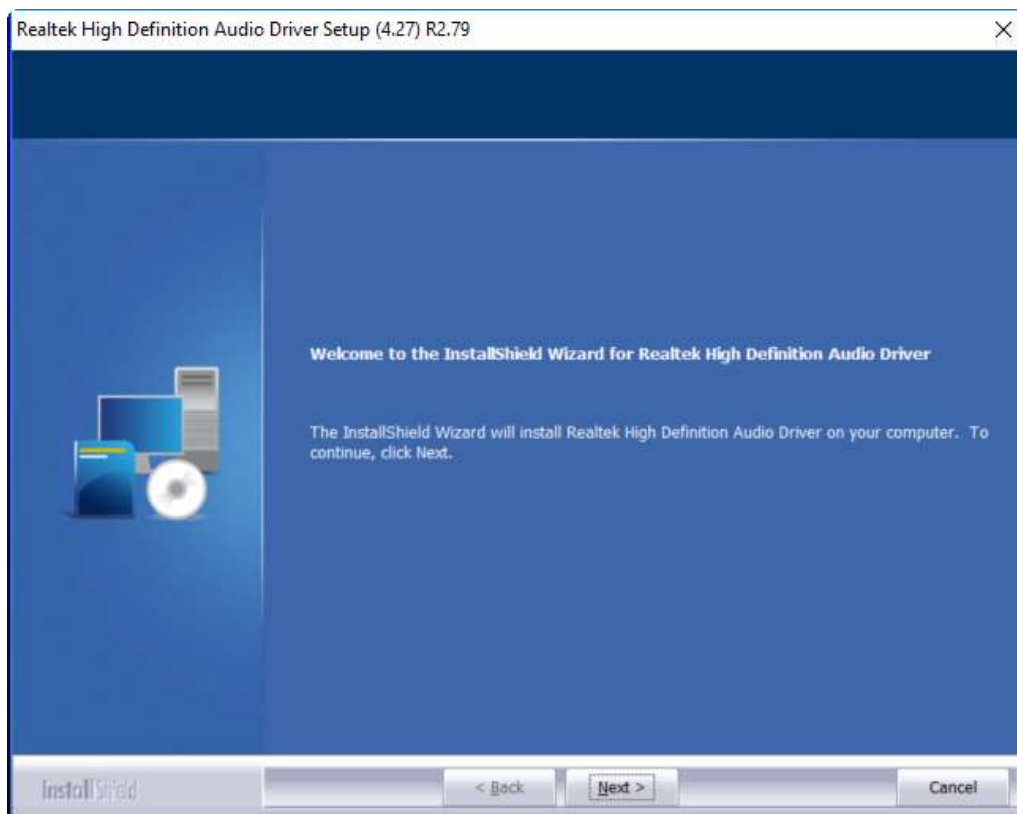 Realtek High Definition Audio Driver Setup (4.27) R2.79
Welcome to the InstallShield Wizard for Realtek High Definition Audio Driver
The InstallShield Wizard will install Realtek High Definition Audio Driver on your computer. To
continue, click Next.
InstallShield
< Back Next > Cancel